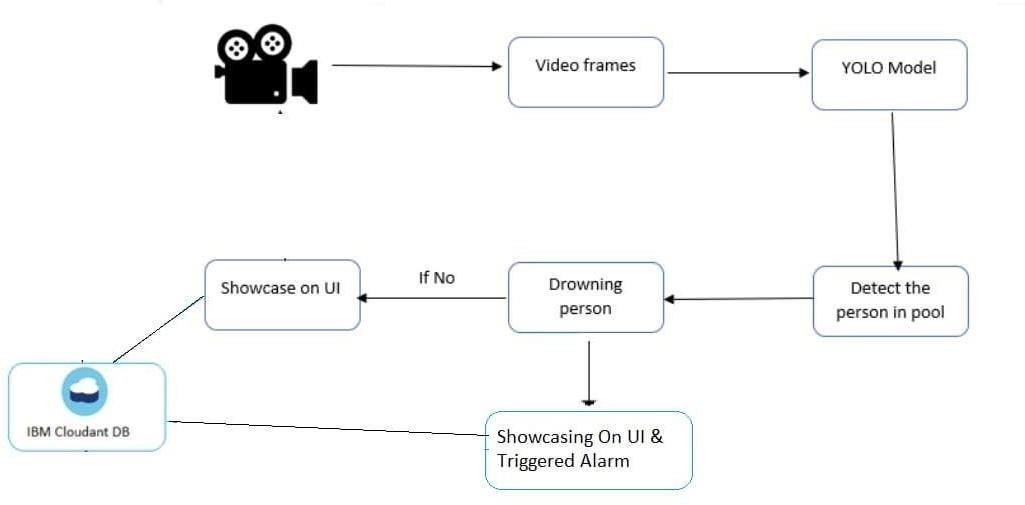 Video frames
YOLO Model
Showcase on UI
If No
Drowning
person
Detect the
person in pool
IBM Cloudant DB
Showcasing On UI &
Triggered Alarm